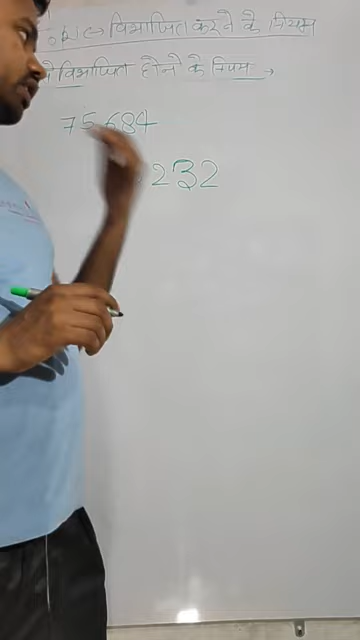 विभाजित करने के नियम
विभाजित होने के नियम →
75684
232